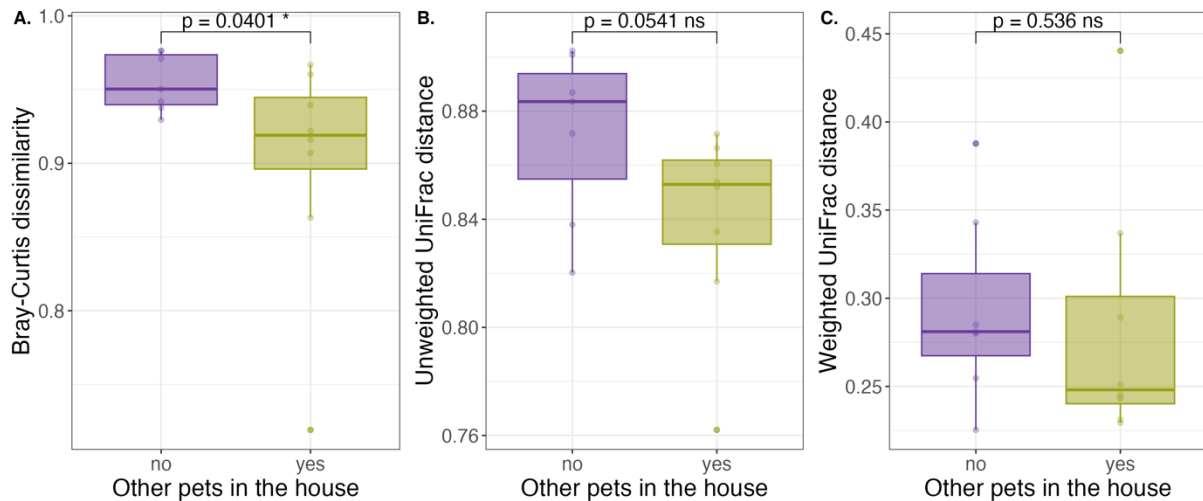 A.
p = 0.0401 *
Bray-Curtis dissimilarity
1.0
0.9
0.8
no
yes
Other pets in the house
B.
p = 0.0541 ns
Unweighted UniFrac distance
0.88
0.84
0.80
0.76
no
yes
Other pets in the house
C.
p = 0.536 ns
Weighted UniFrac distance
0.45
0.40
0.35
0.30
0.25
no
yes
Other pets in the house